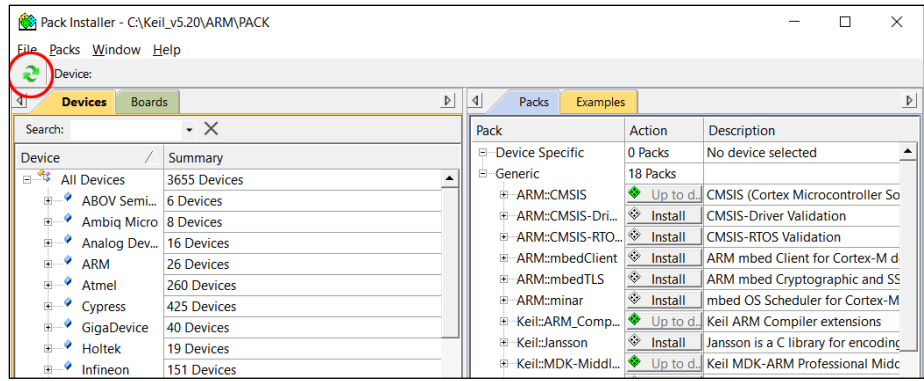 Pack Installer - C:\Keil_v5.20\ARM\PACK
File Packs Window Help
Device:
Devices Boards
Search:
Device Summary
All Devices 3655 Devices
ABOV Semi... 6 Devices
Ambiq Micro 8 Devices
Analog Dev... 16 Devices
ARM 26 Devices
Atmel 260 Devices
Cypress 425 Devices
GigaDevice 40 Devices
Holtek 19 Devices
Infineon 151 Devices
Packs Examples
Pack Action Description
Device Specific 0 Packs No device selected
Generic 18 Packs
ARM::CMSIS Up to d.. CMSIS (Cortex Microcontroller So
ARM::CMSIS-Dri... Install CMSIS-Driver Validation
ARM::CMSIS-RTO... Install CMSIS-RTOS Validation
ARM::mbedClient Install ARM mbed Client for Cortex-M d
ARM::mbedTLS Install ARM mbed Cryptographic and SS
ARM::minar Install mbed OS Scheduler for Cortex-M
Keil::ARM_Comp... Up to d.. Keil ARM Compiler extensions
Keil::Jansson Install Jansson is a C library for encoding
Keil::MDK-Middl... Up to d.. Keil MDK-ARM Professional Midc